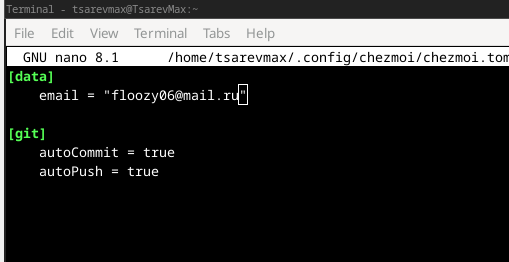 Terminal - tsarevmax@TsarevMax:~
File Edit View Terminal Tabs Help
GNU nano 8.1 /home/tsarevmax/.config/chezmoi/chezmoi.tom
[data]
email = "floozy06@mail.ru"
[git]
autoCommit = true
autoPush = true